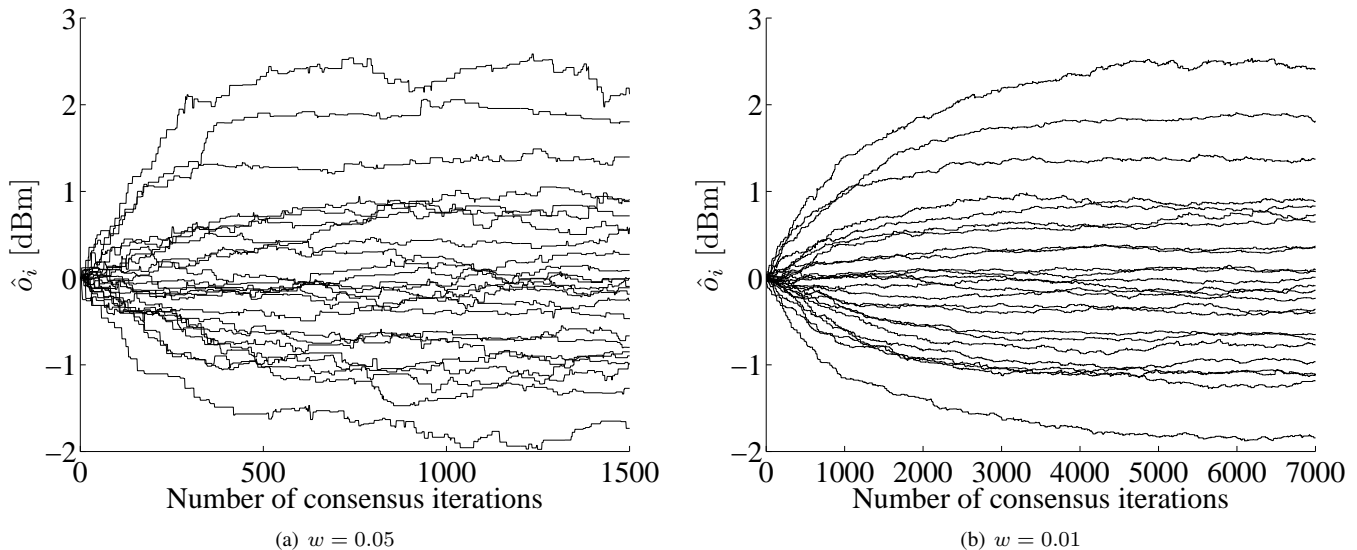 3
2
1
0
−1
−2
ôᵢ [dBm]
0 500 1000 1500
Number of consensus iterations
(a) w = 0.05
3
2
1
0
−1
−2
ôᵢ [dBm]
0 1000 2000 3000 4000 5000 6000 7000
Number of consensus iterations
(b) w = 0.01